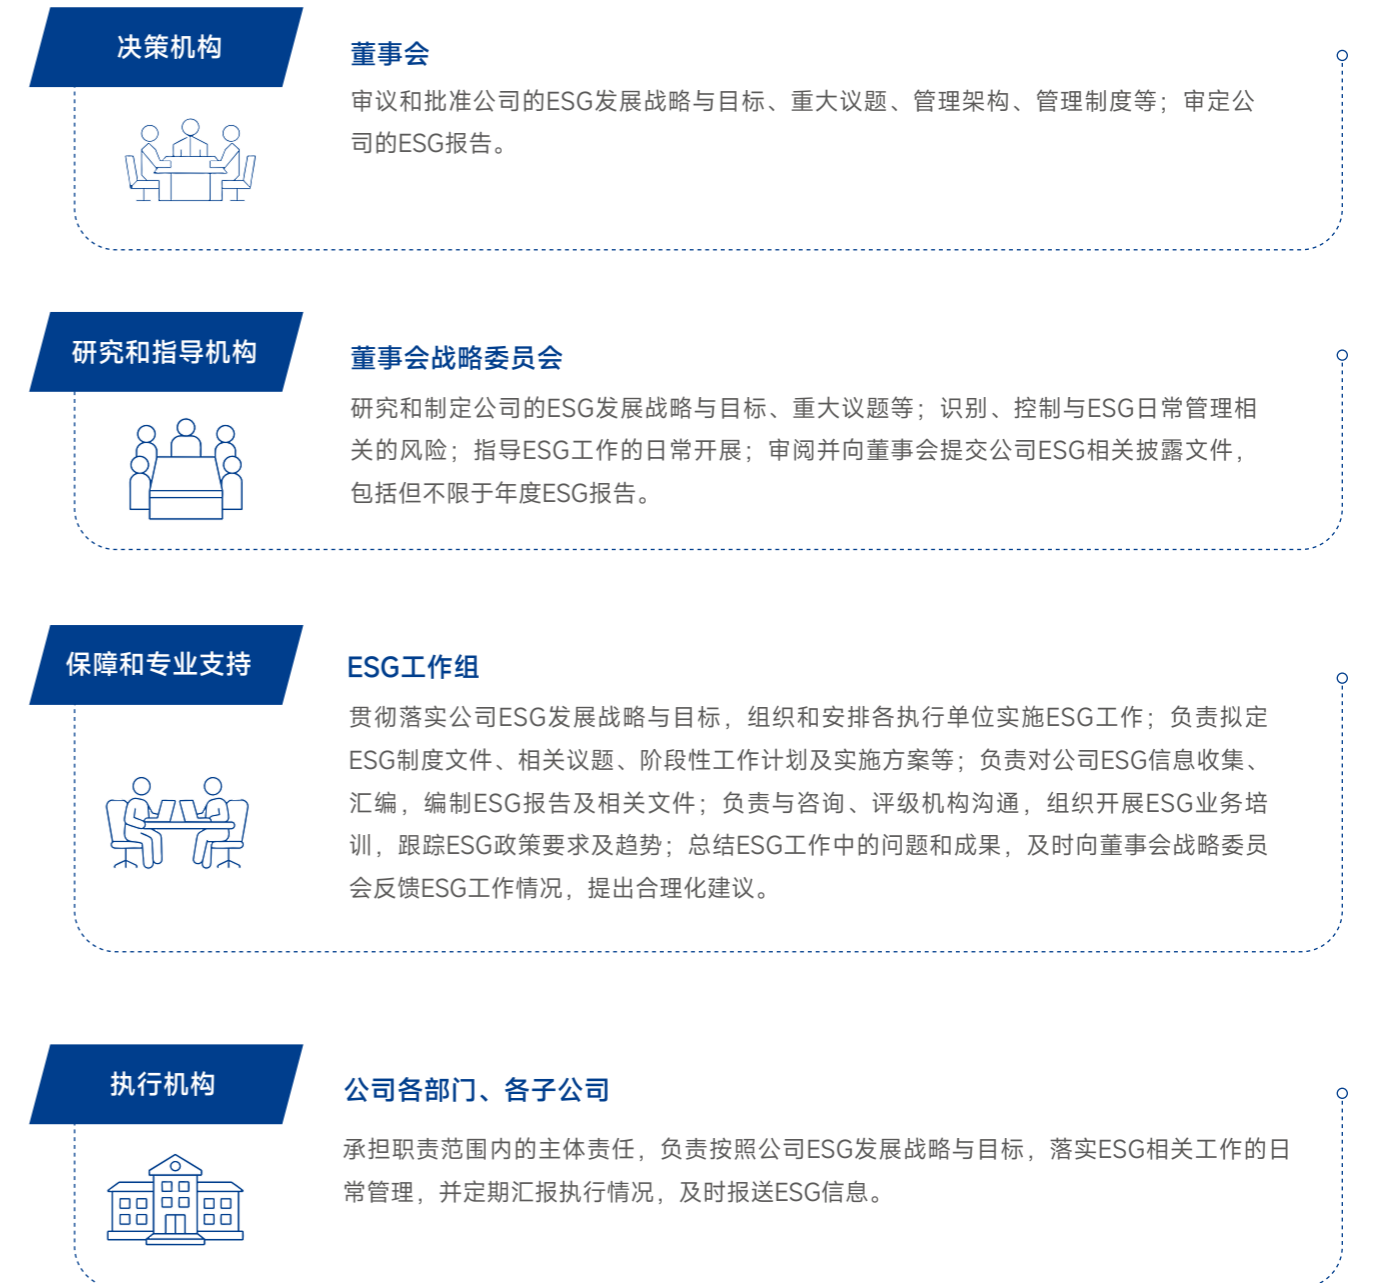 决策机构
董事会
审议和批准公司的ESG发展战略与目标、重大议题、管理架构、管理制度等；审定公
司的ESG报告。
研究和指导机构
董事会战略委员会
研究和制定公司的ESG发展战略与目标、重大议题等；识别、控制与ESG日常管理相
关的风险；指导ESG工作的日常开展；审阅并向董事会提交公司ESG相关披露文件，
包括但不限于年度ESG报告。
保障和专业支持
ESG工作组
贯彻落实公司ESG发展战略与目标，组织和安排各执行单位实施ESG工作；负责拟定
ESG制度文件、相关议题、阶段性工作计划及实施方案等；负责对公司ESG信息收集、
汇编，编制ESG报告及相关文件；负责与咨询、评级机构沟通，组织开展ESG业务培
训，跟踪ESG政策要求及趋势；总结ESG工作中的问题和成果，及时向董事会战略委员
会反馈ESG工作情况，提出合理化建议。
执行机构
公司各部门、各子公司
承担职责范围内的主体责任，负责按照公司ESG发展战略与目标，落实ESG相关工作的日
常管理，并定期汇报执行情况，及时报送ESG信息。